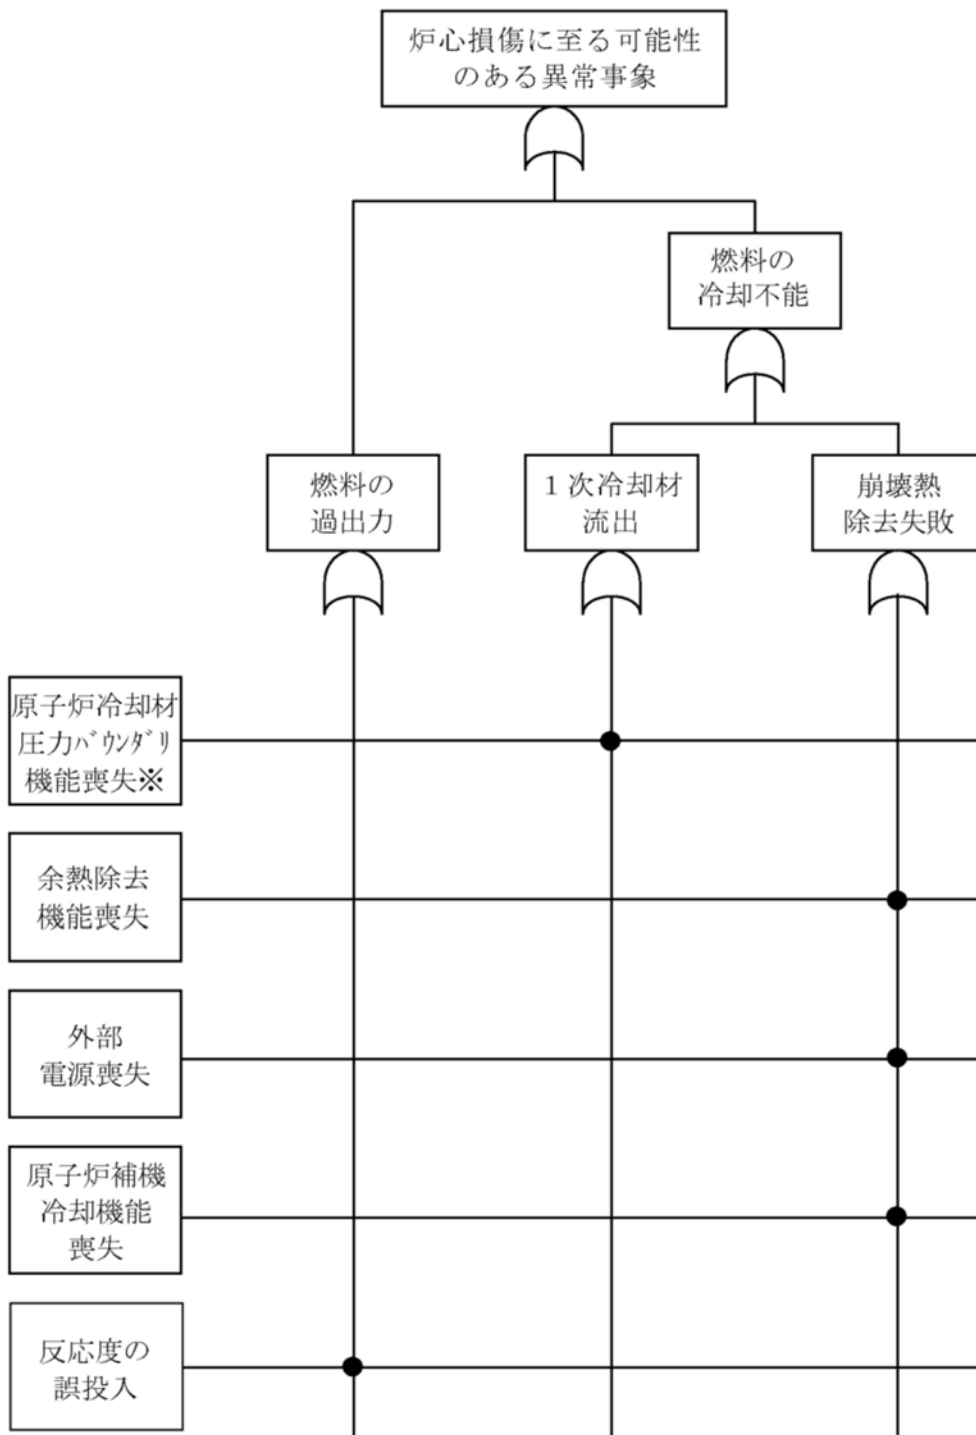 炉心損傷に至る可能性
のある異常事象
燃料の
冷却不能
燃料の
過出力
1次冷却材
流出
崩壊熱
除去失敗
原子炉冷却材
圧力ﾊﾞｳﾝﾀﾞﾘ
機能喪失※
余熱除去
機能喪失
外部
電源喪失
原子炉補機
冷却機能
喪失
反応度の
誤投入